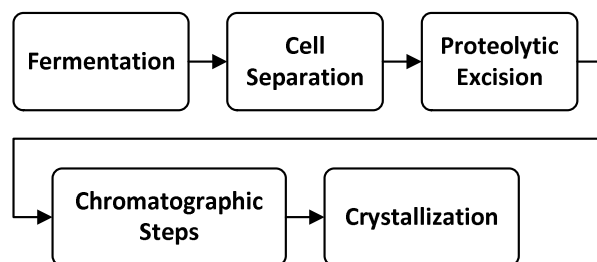 Fermentation
Cell
Separation
Proteolytic
Excision
Chromatographic
Steps
Crystallization